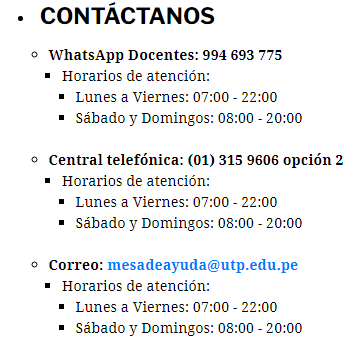 CONTÁCTANOS
WhatsApp Docentes: 994 693 775
Horarios de atención:
Lunes a Viernes: 07:00 - 22:00
Sábado y Domingos: 08:00 - 20:00
Central telefónica: (01) 315 9606 opción 2
Horarios de atención:
Lunes a Viernes: 07:00 - 22:00
Sábado y Domingos: 08:00 - 20:00
Correo: mesadeayuda@utp.edu.pe
Horarios de atención:
Lunes a Viernes: 07:00 - 22:00
Sábado y Domingos: 08:00 - 20:00